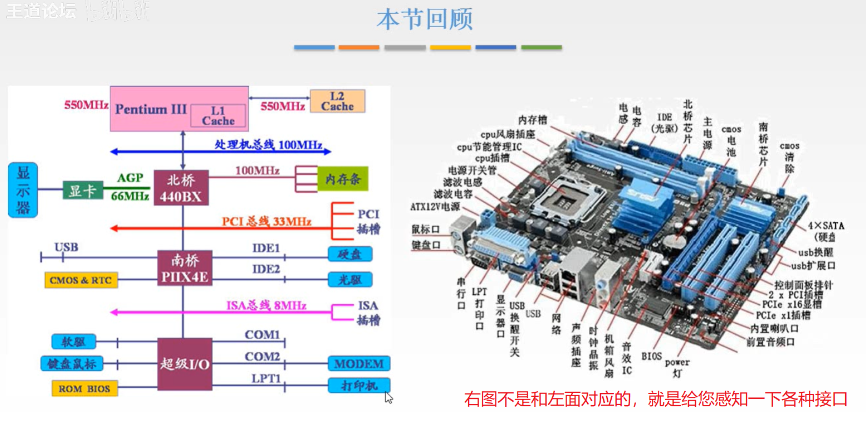 王道论坛
本节回顾
550MHz
Pentium III
L1
Cache
550MHz
L2
Cache
处理机总线 100MHz
显示器
显卡
AGP
66MHz
北桥
440BX
100MHz
内存条
PCI 总线 33MHz
PCI
插槽
USB
CMOS & RTC
南桥
PIIX4E
IDE1
硬盘
IDE2
光驱
ISA总线 8MHz
ISA
插槽
软驱
键盘鼠标
ROM BIOS
超级I/O
COM1
COM2
MODEM
LPT1
打印机
内存槽
cpu风扇插座
cpu节能管理IC
cpu插槽
电源开关管
滤波电感
滤波电容
ATX12V电源
鼠标口
键盘口
电感
电容
IDE
(光驱)
北桥芯片
主电源
cmos电池
南桥芯片
cmos清除
4×SATA
(硬盘
usb换醒
usb扩展口
控制面板排针
2 x PCI插槽
PCIe x16显槽
PCIe x1插槽
内置喇叭口
前置音频口
串行口
LPT打印口
显示器口
USB换醒开关
USB
网络
声频插座
时钟晶振
机箱风扇
音效IC
BIOS
power灯
右图不是和左面对应的，就是给您感知一下各种接口